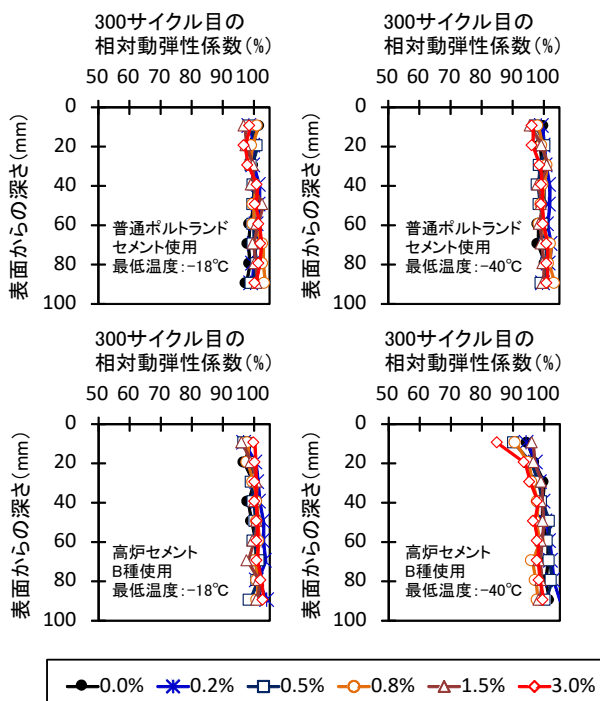 300サイクル目の
相対動弾性係数(%)
50 60 70 80 90 100
0
20
40
60
80
100
表面からの深さ(mm)
普通ポルトランド
セメント使用
最低温度:-18℃
300サイクル目の
相対動弾性係数(%)
50 60 70 80 90 100
0
20
40
60
80
100
表面からの深さ(mm)
普通ポルトランド
セメント使用
最低温度:-40℃
300サイクル目の
相対動弾性係数(%)
50 60 70 80 90 100
0
20
40
60
80
100
表面からの深さ(mm)
高炉セメント
B種使用
最低温度:-18℃
300サイクル目の
相対動弾性係数(%)
50 60 70 80 90 100
0
20
40
60
80
100
表面からの深さ(mm)
高炉セメント
B種使用
最低温度:-40℃
0.0% 0.2% 0.5% 0.8% 1.5% 3.0%